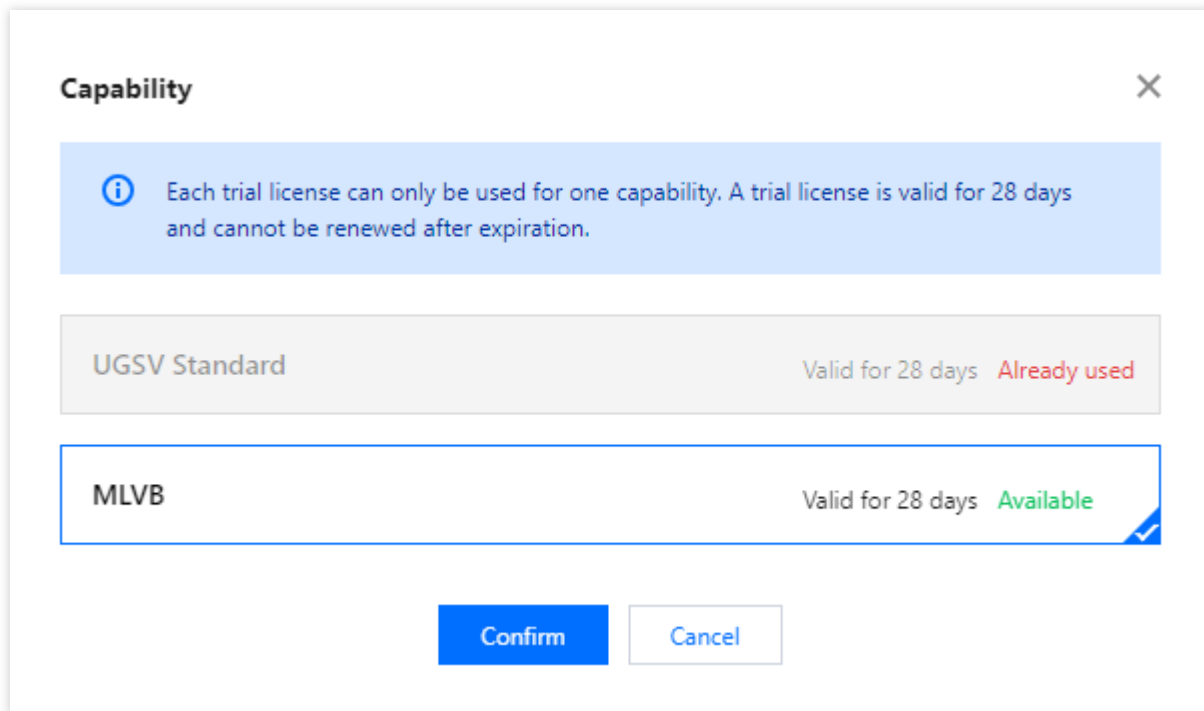 Capability
Each trial license can only be used for one capability. A trial license is valid for 28 days
and cannot be renewed after expiration.
UGSV Standard Valid for 28 days Already used
MLVB Valid for 28 days Available
Confirm Cancel